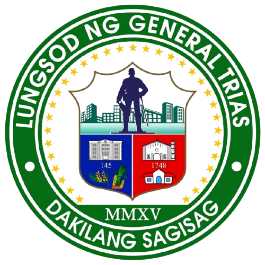 LUNGSOD NG GENERAL TRIAS
145
1748
MMXV
DAKILANG SAGISAG